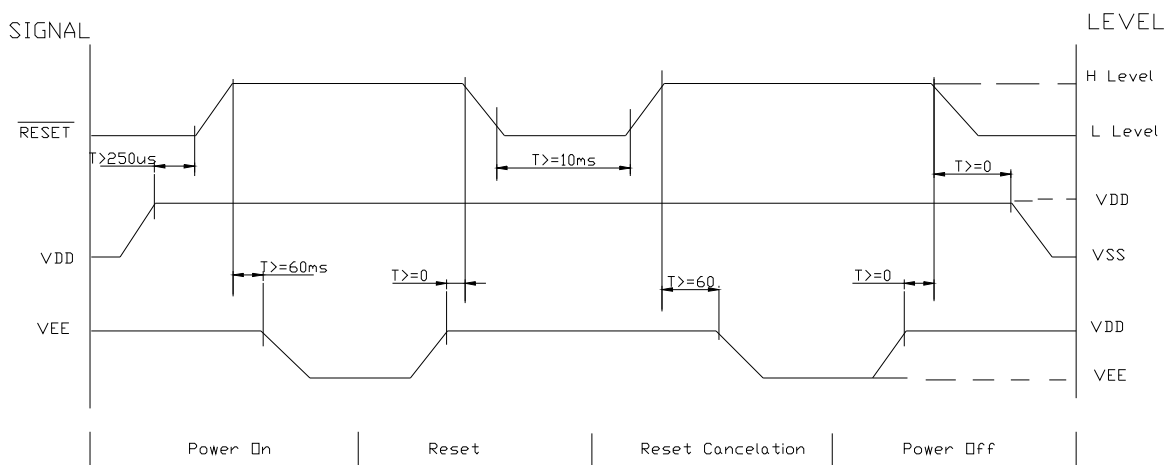 SIGNAL
LEVEL
H Level
RESET
L Level
T>250us
T>=10ms
T>=0
VDD
VDD
VSS
T>=60ms
T>=0
T>=60.
T>=0
VEE
VDD
VEE
Power On
Reset
Reset Cancelation
Power Off